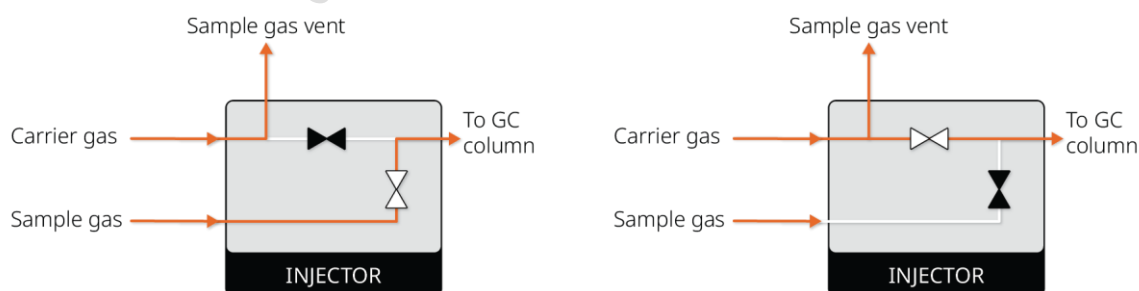 Sample gas vent
Carrier gas
To GC
column
Sample gas
INJECTOR
Sample gas vent
Carrier gas
To GC
column
Sample gas
INJECTOR